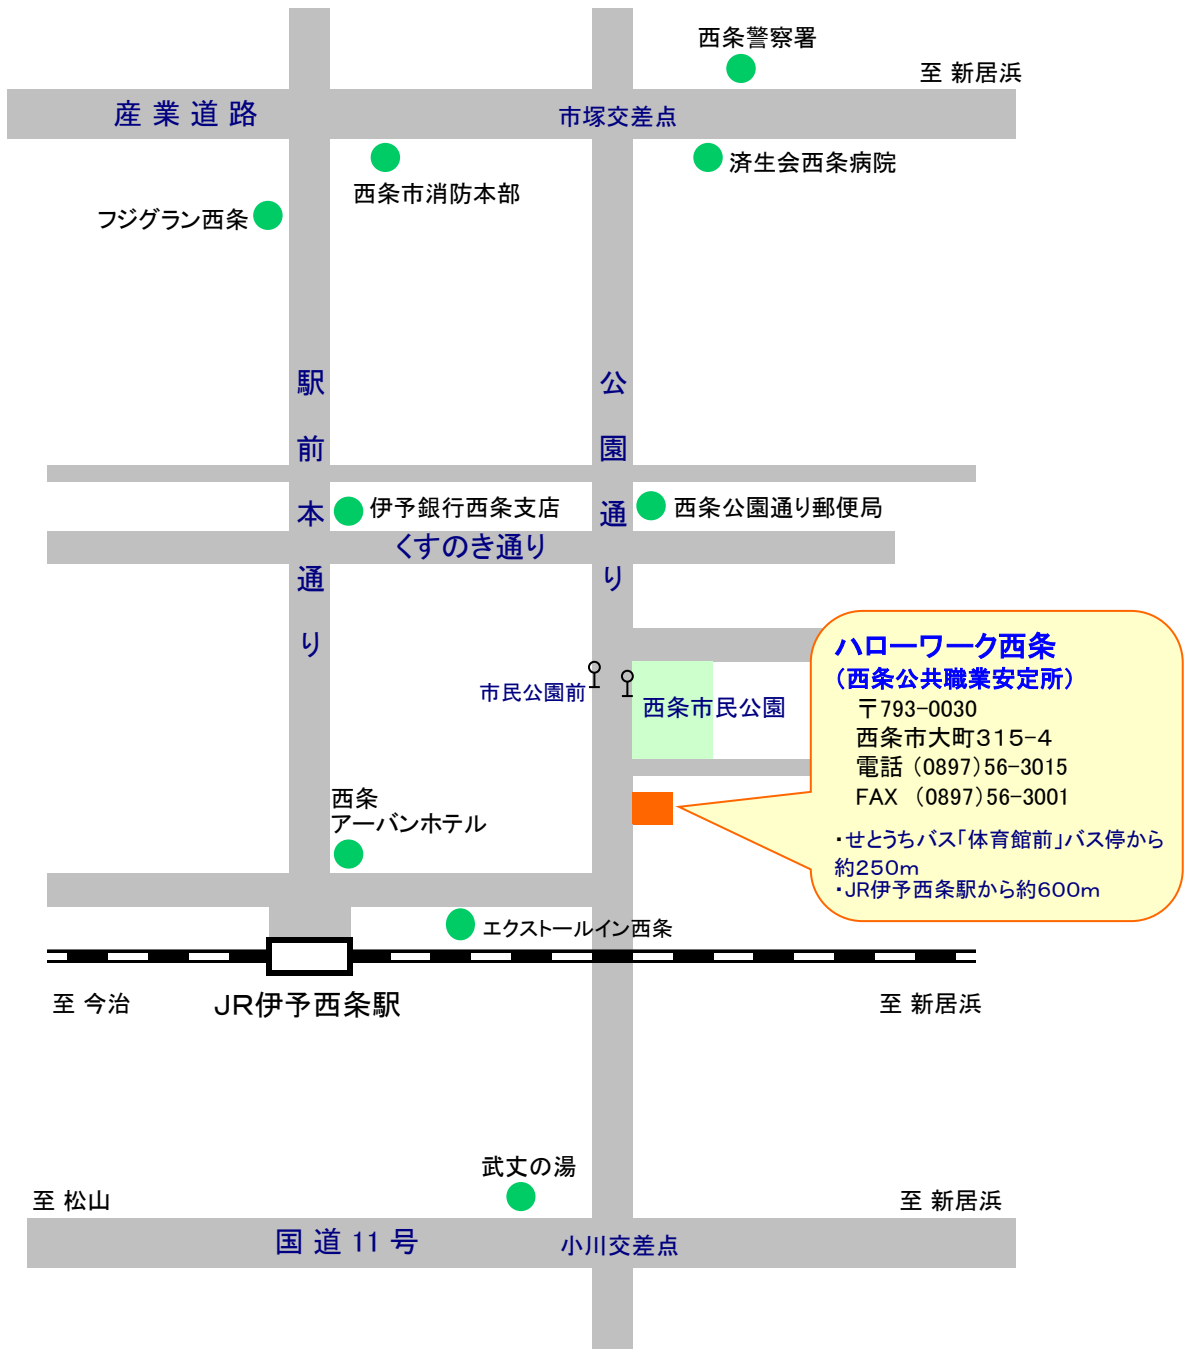 西条警察署
至 新居浜
産業道路
市塚交差点
済生会西条病院
西条市消防本部
フジグラン西条
駅前本通り
公園通り
伊予銀行西条支店
西条公園通り郵便局
くすのき通り
市民公園前
西条市民公園
ハローワーク西条
（西条公共職業安定所）
〒793-0030
西条市大町315-4
電話 (0897)56-3015
FAX (0897)56-3001
・せとうちバス「体育館前」バス停から
約250m
・JR伊予西条駅から約600m
西条
アーバンホテル
エクストールイン西条
至 今治
JR伊予西条駅
至 新居浜
武丈の湯
至 松山
至 新居浜
国道11号
小川交差点